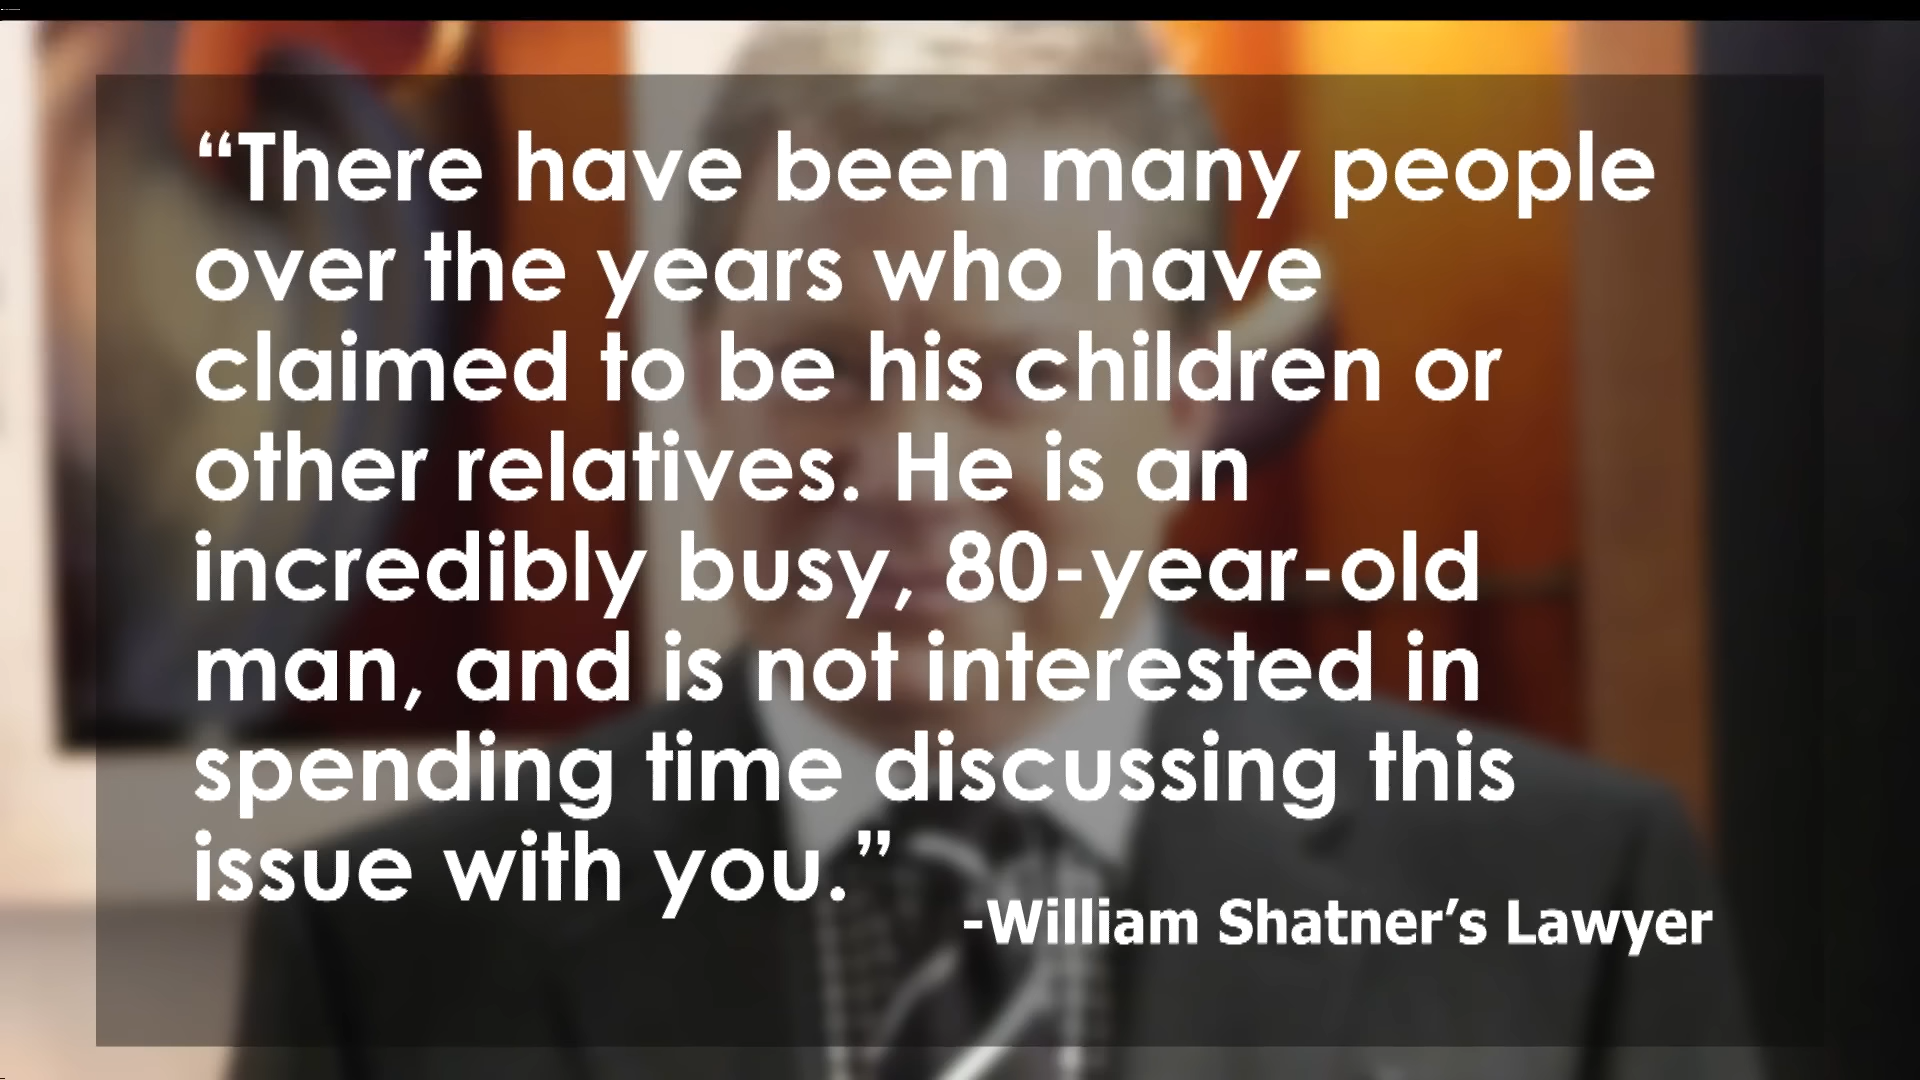 “There have been many people
over the years who have
claimed to be his children or
other relatives. He is an
incredibly busy, 80-year-old
man, and is not interested in
spending time discussing this
issue with you.”
-William Shatner’s Lawyer